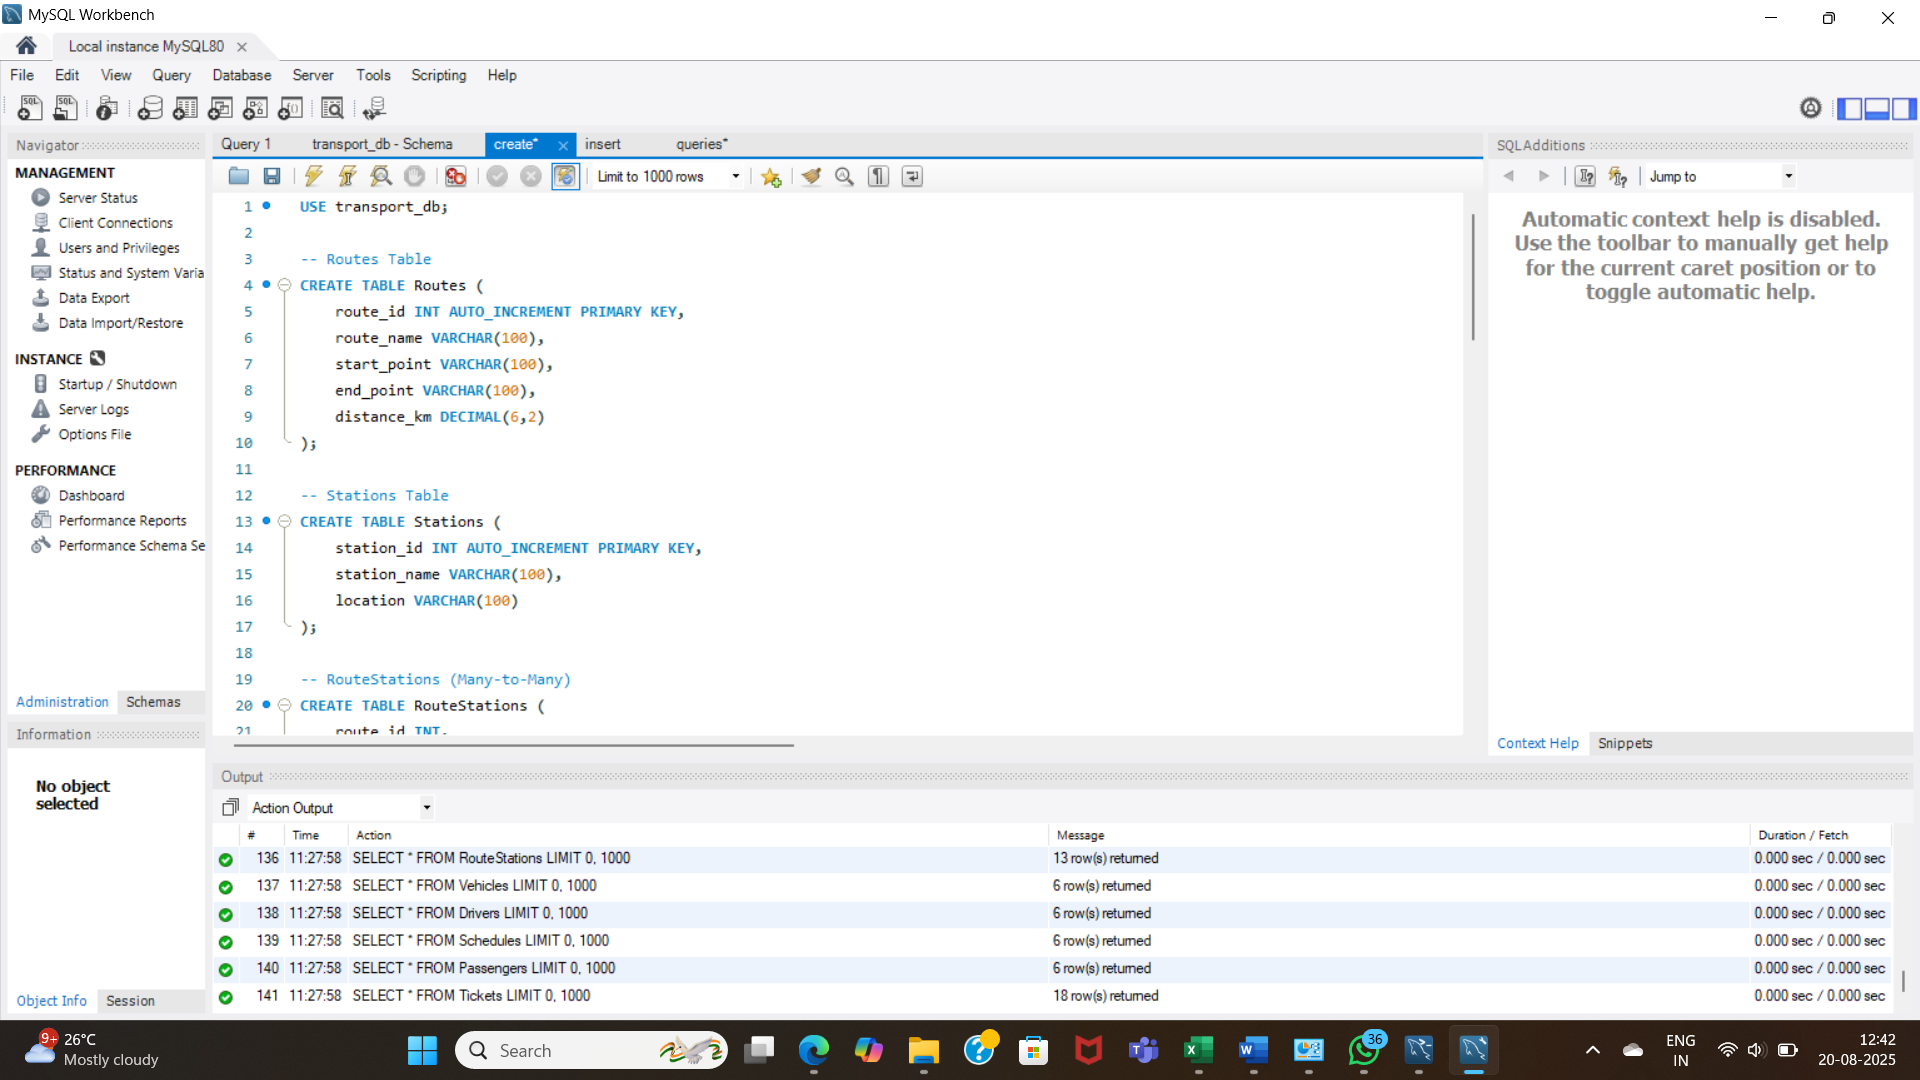 MySQL Workbench
Local instance MySQL80
File Edit View Query Database Server Tools Scripting Help
Navigator
MANAGEMENT
Server Status
Client Connections
Users and Privileges
Status and System Varia
Data Export
Data Import/Restore
INSTANCE
Startup / Shutdown
Server Logs
Options File
PERFORMANCE
Dashboard
Performance Reports
Performance Schema Se
Administration Schemas
Information
No object
selected
Object Info Session
Query 1 transport_db - Schema create* insert queries*
Limit to 1000 rows
1 USE transport_db;
2
3 -- Routes Table
4 CREATE TABLE Routes (
5 route_id INT AUTO_INCREMENT PRIMARY KEY,
6 route_name VARCHAR(100),
7 start_point VARCHAR(100),
8 end_point VARCHAR(100),
9 distance_km DECIMAL(6,2)
10 );
11
12 -- Stations Table
13 CREATE TABLE Stations (
14 station_id INT AUTO_INCREMENT PRIMARY KEY,
15 station_name VARCHAR(100),
16 location VARCHAR(100)
17 );
18
19 -- RouteStations (Many-to-Many)
20 CREATE TABLE RouteStations (
21 route_id INT,
SQLAdditions
Jump to
Automatic context help is disabled.
Use the toolbar to manually get help
for the current caret position or to
toggle automatic help.
Context Help Snippets
Output
Action Output
# Time Action Message Duration / Fetch
136 11:27:58 SELECT * FROM RouteStations LIMIT 0, 1000 13 row(s) returned 0.000 sec / 0.000 sec
137 11:27:58 SELECT * FROM Vehicles LIMIT 0, 1000 6 row(s) returned 0.000 sec / 0.000 sec
138 11:27:58 SELECT * FROM Drivers LIMIT 0, 1000 6 row(s) returned 0.000 sec / 0.000 sec
139 11:27:58 SELECT * FROM Schedules LIMIT 0, 1000 6 row(s) returned 0.000 sec / 0.000 sec
140 11:27:58 SELECT * FROM Passengers LIMIT 0, 1000 6 row(s) returned 0.000 sec / 0.000 sec
141 11:27:58 SELECT * FROM Tickets LIMIT 0, 1000 18 row(s) returned 0.000 sec / 0.000 sec
9+ 26°C
Mostly cloudy
Search
36
ENG
IN
12:42
20-08-2025